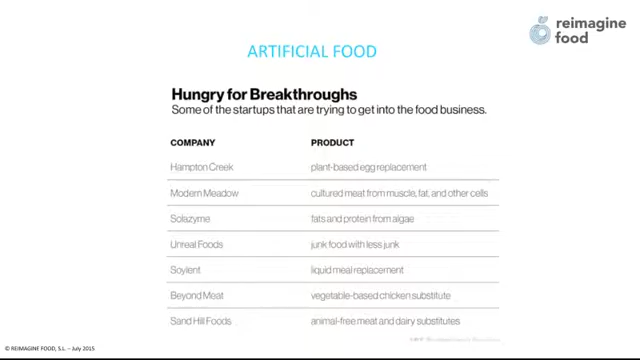 reimagine
food
ARTIFICIAL FOOD
Hungry for Breakthroughs
Some of the startups that are trying to get into the food business.
COMPANY PRODUCT
Hampton Creek plant-based egg replacement
Modern Meadow cultured meat from muscle, fat, and other cells
Solazyme fats and protein from algae
Unreal Foods junk food with less junk
Soylent liquid meal replacement
Beyond Meat vegetable-based chicken substitute
Sand Hill Foods animal-free meat and dairy substitutes
© REIMAGINE FOOD, S.L. – July 2015